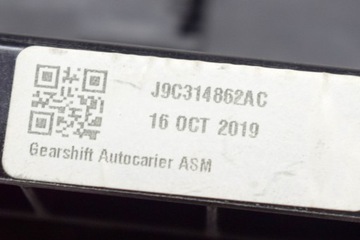 J9C314862AC
16 OCT 2019
Gearshift Autocarier ASM